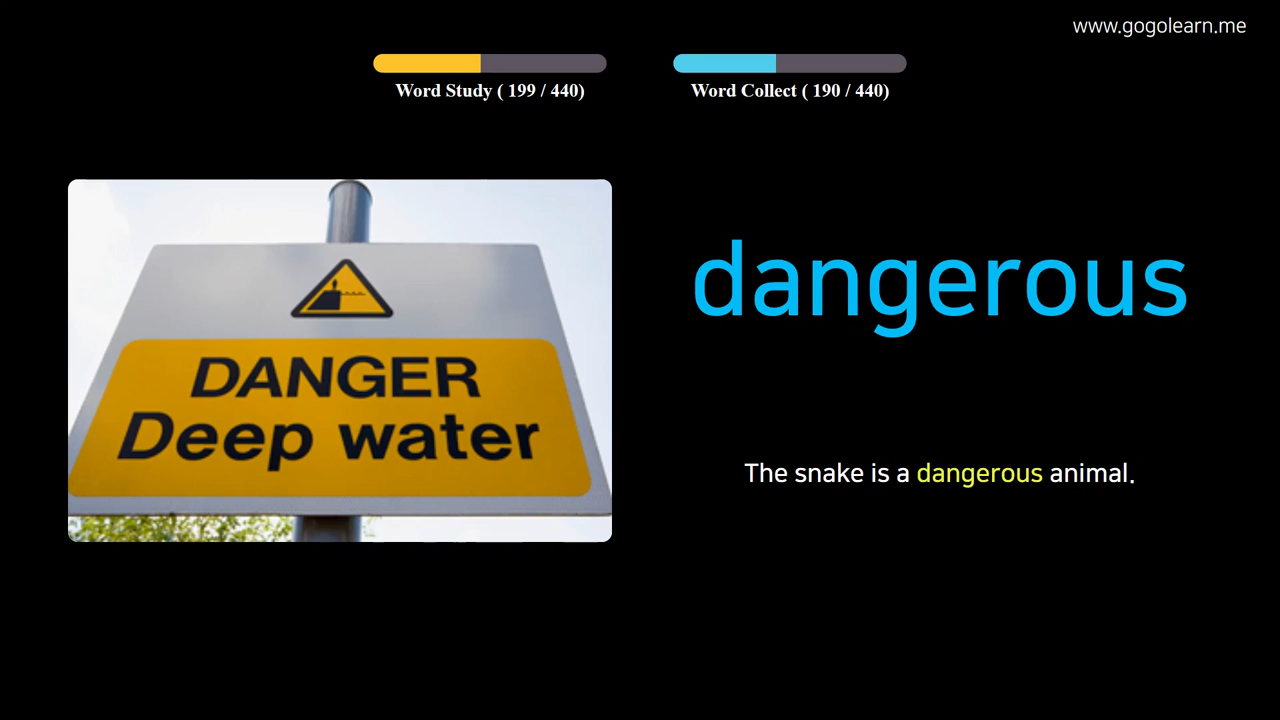 www.gogolearn.me
Word Study ( 199 / 440)
Word Collect ( 190 / 440)
DANGER
Deep water
dangerous
The snake is a dangerous animal.